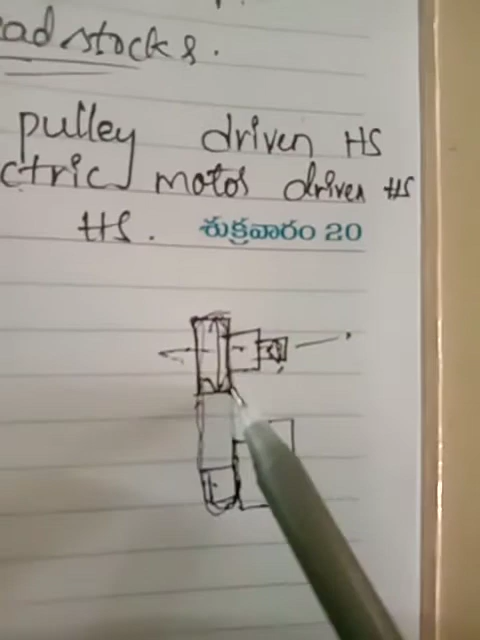 ad stocks.
pulley driven HS
ctric motor driven HS
HS. శుక్రవారం 20